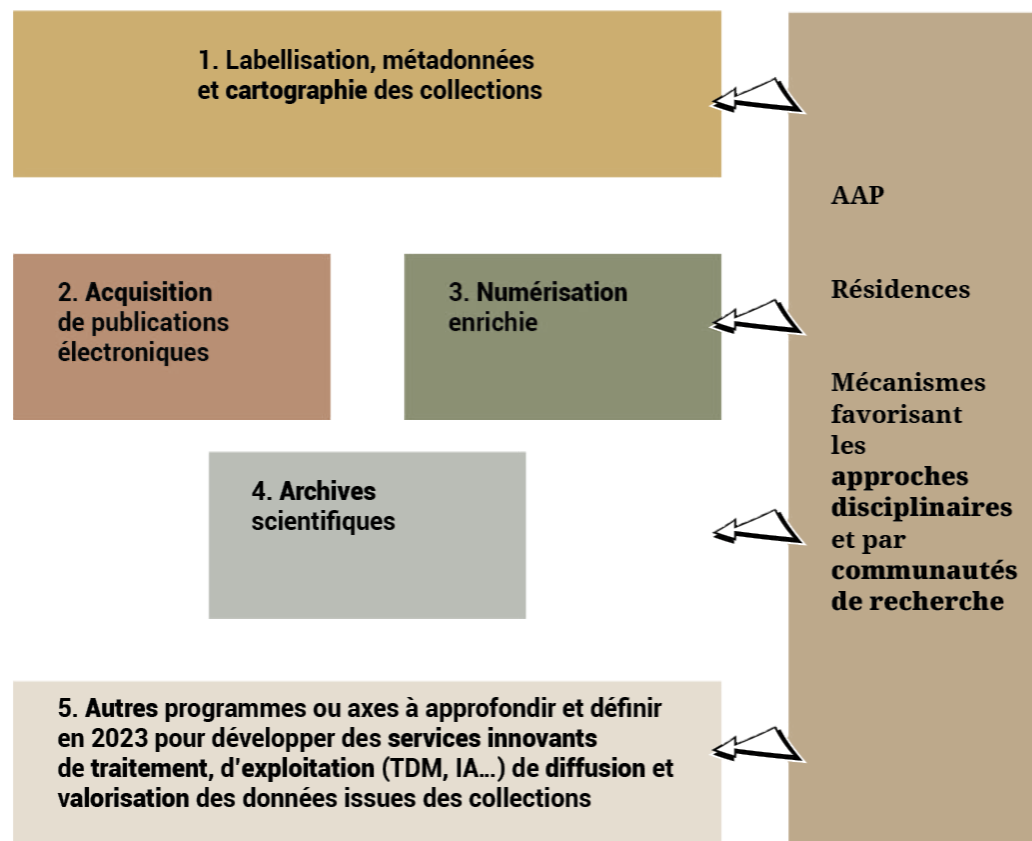 1. Labellisation, métadonnées
et cartographie des collections
2. Acquisition
de publications
électroniques
3. Numérisation
enrichie
4. Archives
scientifiques
5. Autres programmes ou axes à approfondir et définir
en 2023 pour développer des services innovants
de traitement, d'exploitation (TDM, IA...) de diffusion et
valorisation des données issues des collections
AAP
Résidences
Mécanismes
favorisant
les
approches
disciplinaires
et par
communautés
de recherche